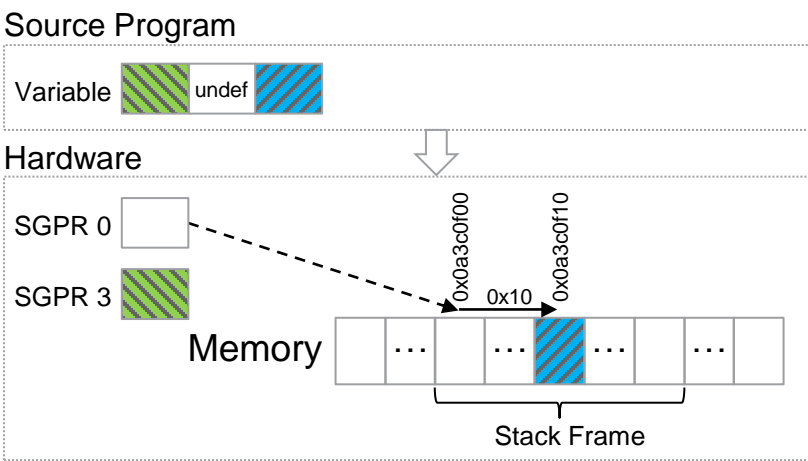 Source Program
Variable
undef
Hardware
SGPR 0
SGPR 3
0x0a3c0f00
0x10
0x0a3c0f10
Memory
...
...
...
...
Stack Frame